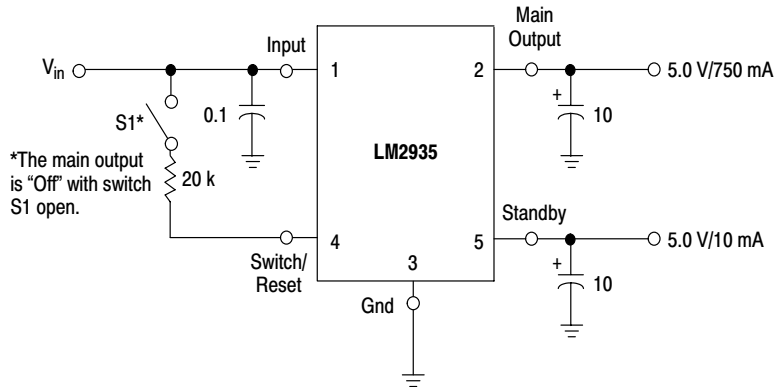 Main
Output
Input
V_in
1
2
5.0 V/750 mA
+
10
S1*
0.1
LM2935
*The main output
is “Off” with switch
S1 open.
20 k
Standby
4
5
5.0 V/10 mA
Switch/
Reset
3
+
10
Gnd